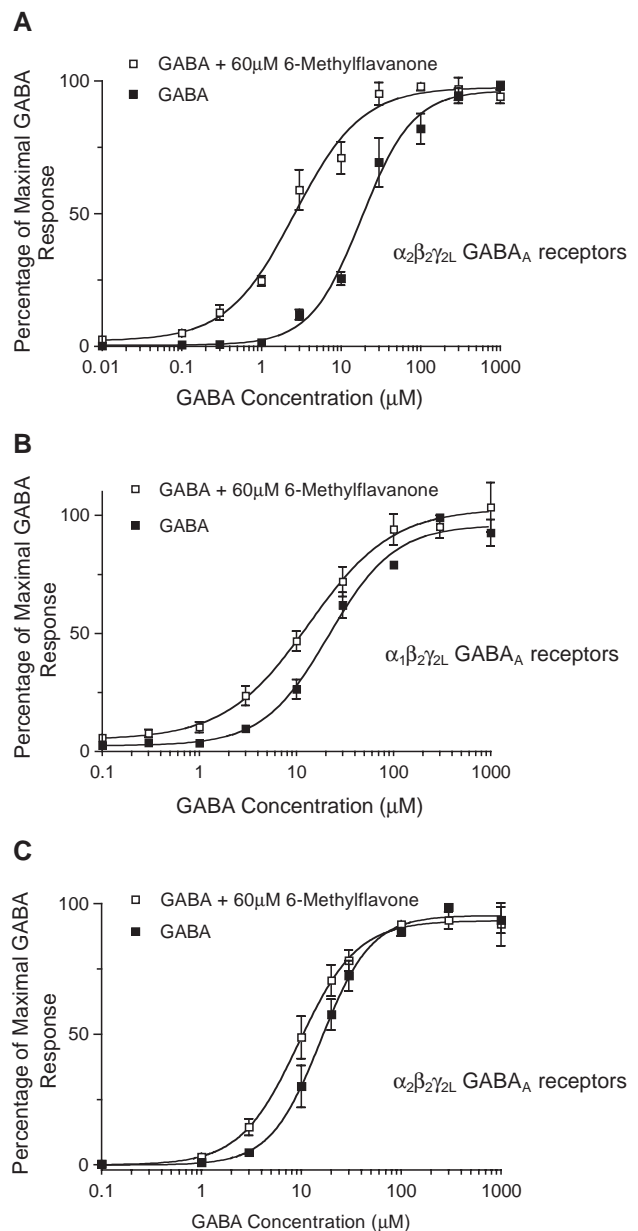 A
GABA + 60μM 6-Methylflavanone
GABA
100
50
0
Percentage of Maximal GABA
Response
α2β2γ2L GABAA receptors
0.01 0.1 1 10 100 1000
GABA Concentration (μM)
B
GABA + 60μM 6-Methylflavanone
GABA
100
50
0
Percentage of Maximal GABA
Response
α1β2γ2L GABAA receptors
0.1 1 10 100 1000
GABA Concentration (μM)
C
GABA + 60μM 6-Methylflavone
GABA
100
50
0
Percentage of Maximal GABA
Response
α2β2γ2L GABAA receptors
0.1 1 10 100 1000
GABA Concentration (μM)